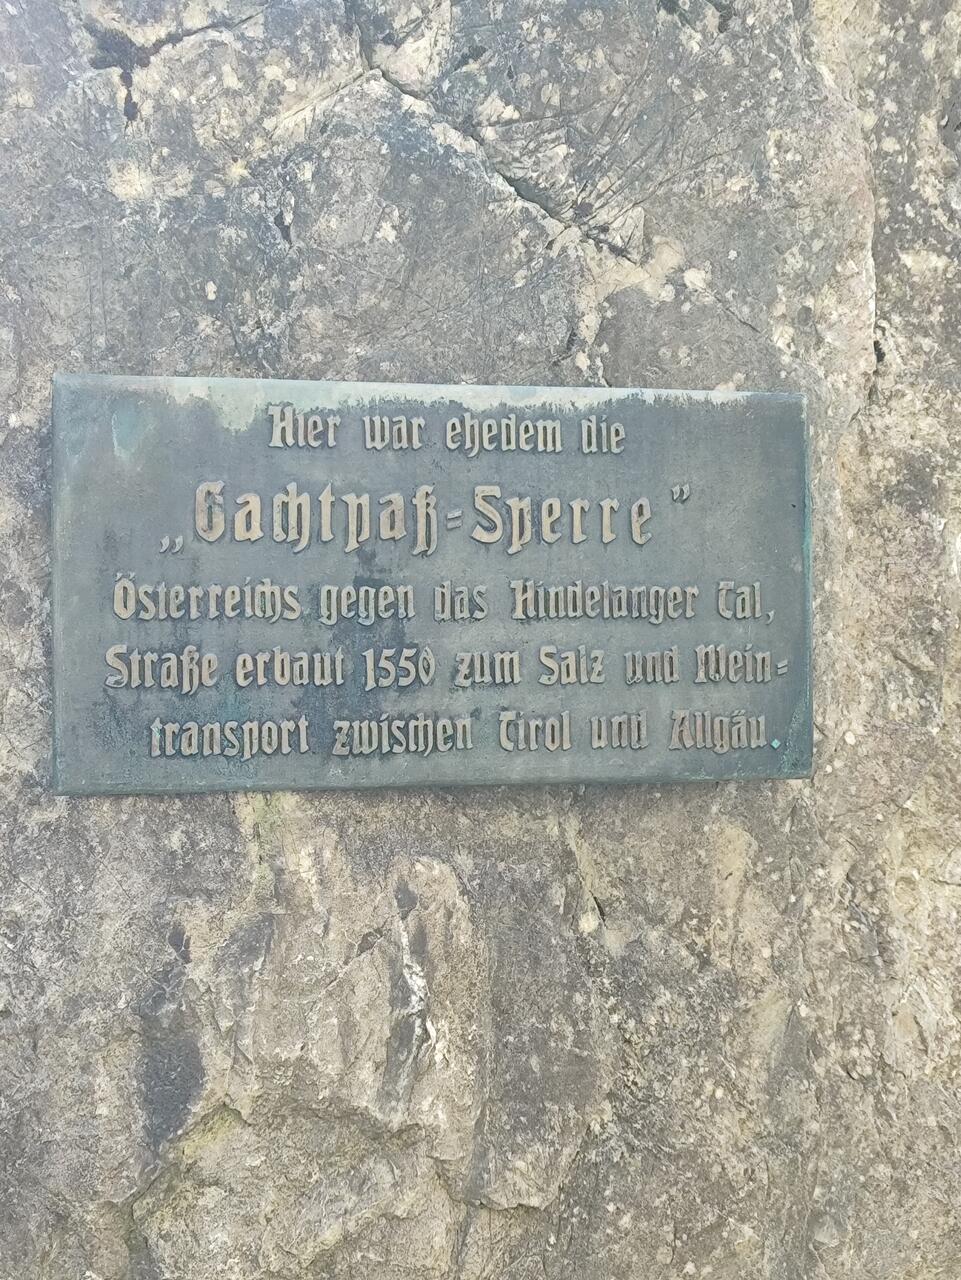 Hier war ehedem die
„Gachtpaß-Sperre”
Österreichs gegen das Hindelanger Tal,
Straße erbaut 1550 zum Salz und Wein-
transport zwischen Tirol und Allgäu.